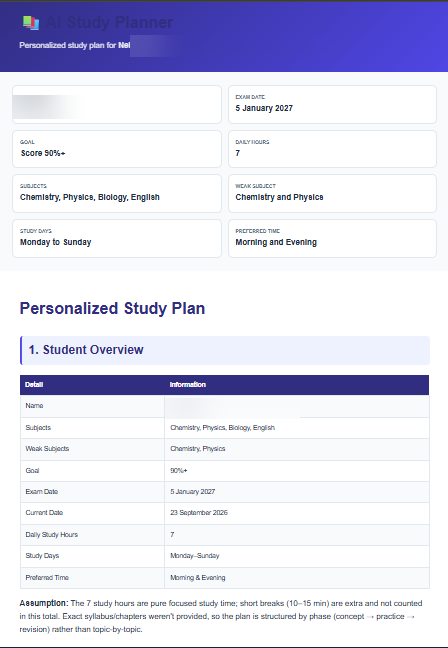 AI Study Planner
Personalized study plan for
EXAM DATE
5 January 2027
GOAL
Score 90%+
DAILY HOURS
7
SUBJECTS
Chemistry, Physics, Biology, English
WEAK SUBJECT
Chemistry and Physics
STUDY DAYS
Monday to Sunday
PREFERRED TIME
Morning and Evening
Personalized Study Plan
1. Student Overview
Detail Information
Name
Subjects Chemistry, Physics, Biology, English
Weak Subjects Chemistry, Physics
Goal 90%+
Exam Date 5 January 2027
Current Date 23 September 2026
Daily Study Hours 7
Study Days Monday–Sunday
Preferred Time Morning & Evening
Assumption: The 7 study hours are pure focused study time; short breaks (10–15 min) are extra and not counted
in this total. Exact syllabus/chapters weren't provided, so the plan is structured by phase (concept → practice →
revision) rather than topic-by-topic.